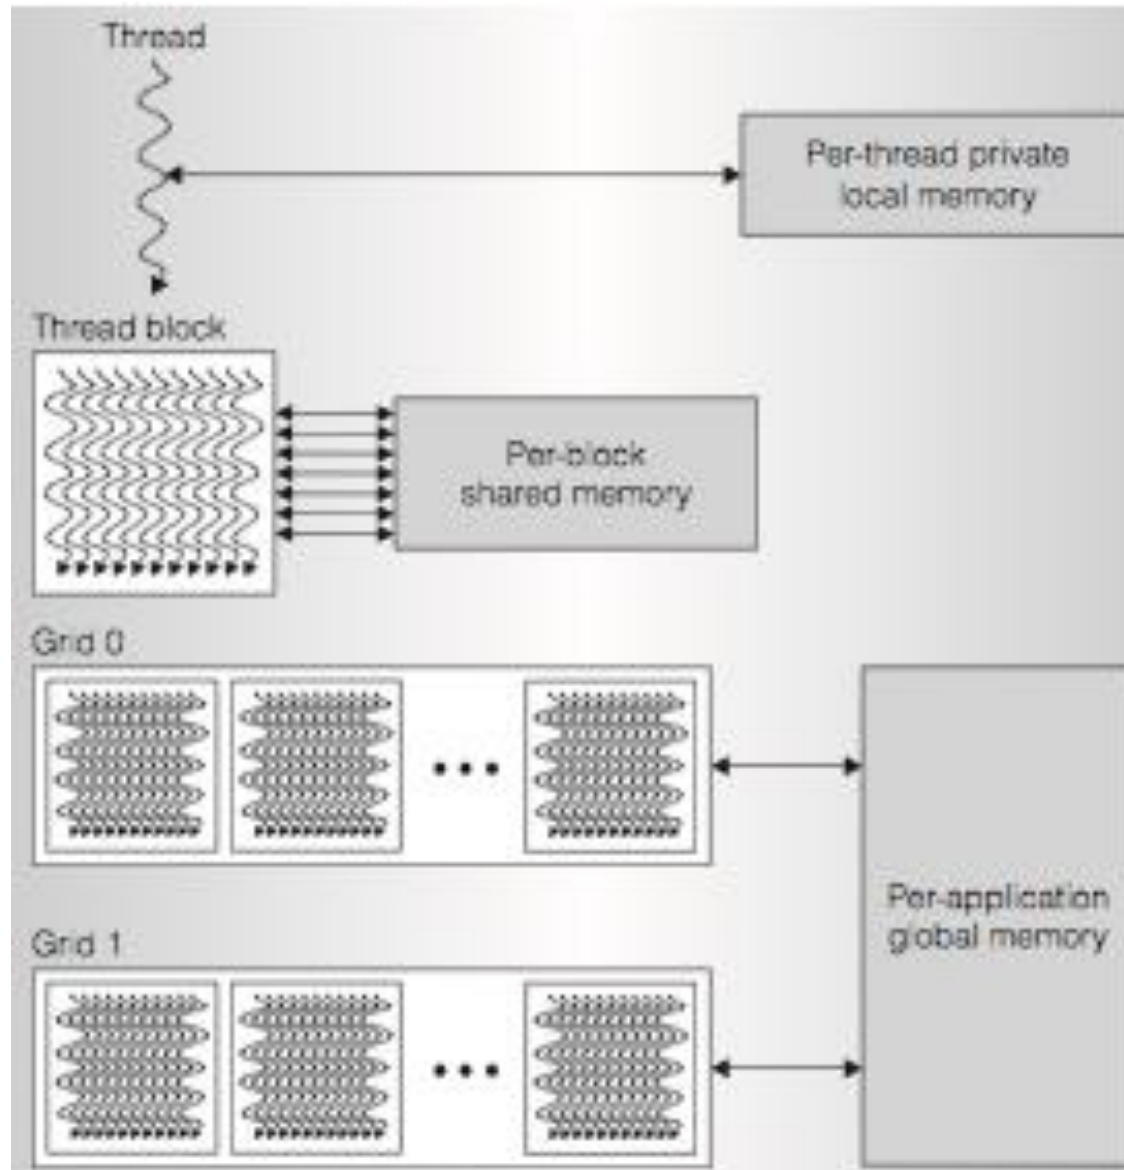 Thread
Per-thread private
local memory
Thread block
Per-block
shared memory
Grid 0
Grid 1
Per-application
global memory